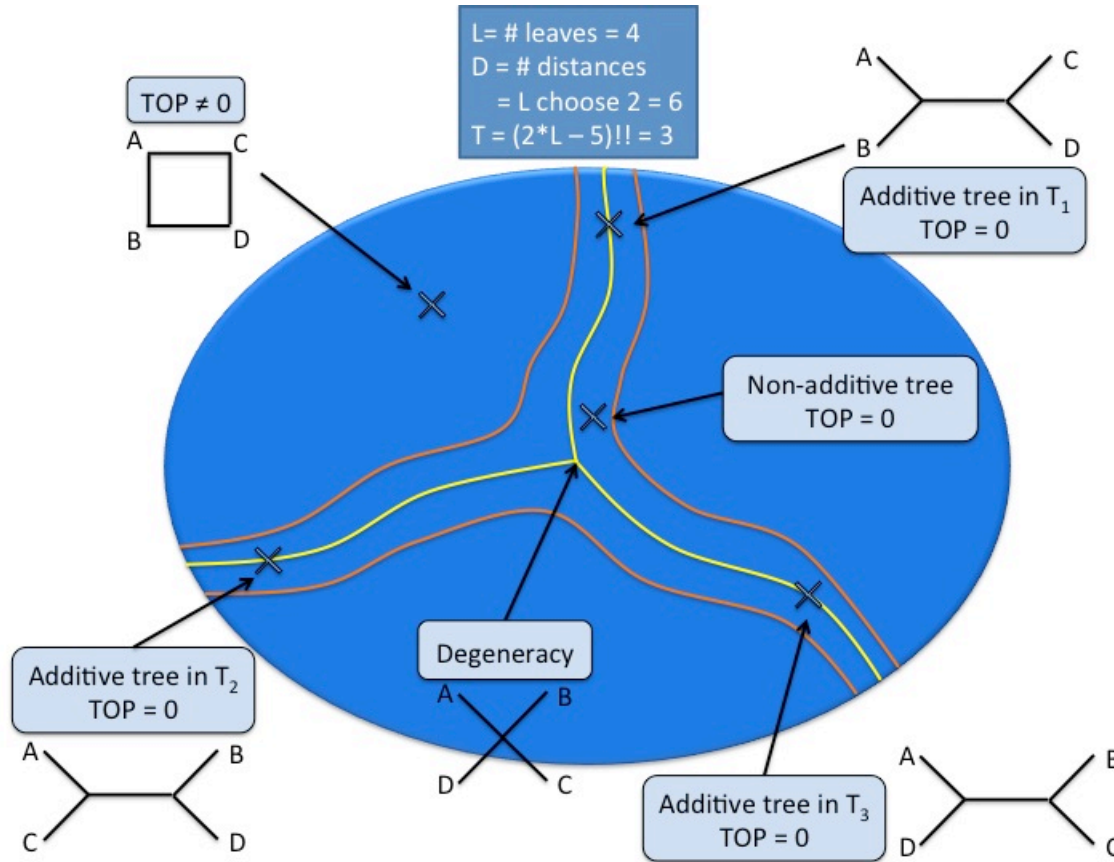 L= # leaves = 4
D = # distances
= L choose 2 = 6
T = (2*L – 5)!! = 3
TOP ≠ 0
A C
B D
A C
B D
Additive tree in T₁
TOP = 0
Non-additive tree
TOP = 0
Degeneracy
A B
D C
Additive tree in T₂
TOP = 0
A B
C D
Additive tree in T₃
TOP = 0
A B
D C